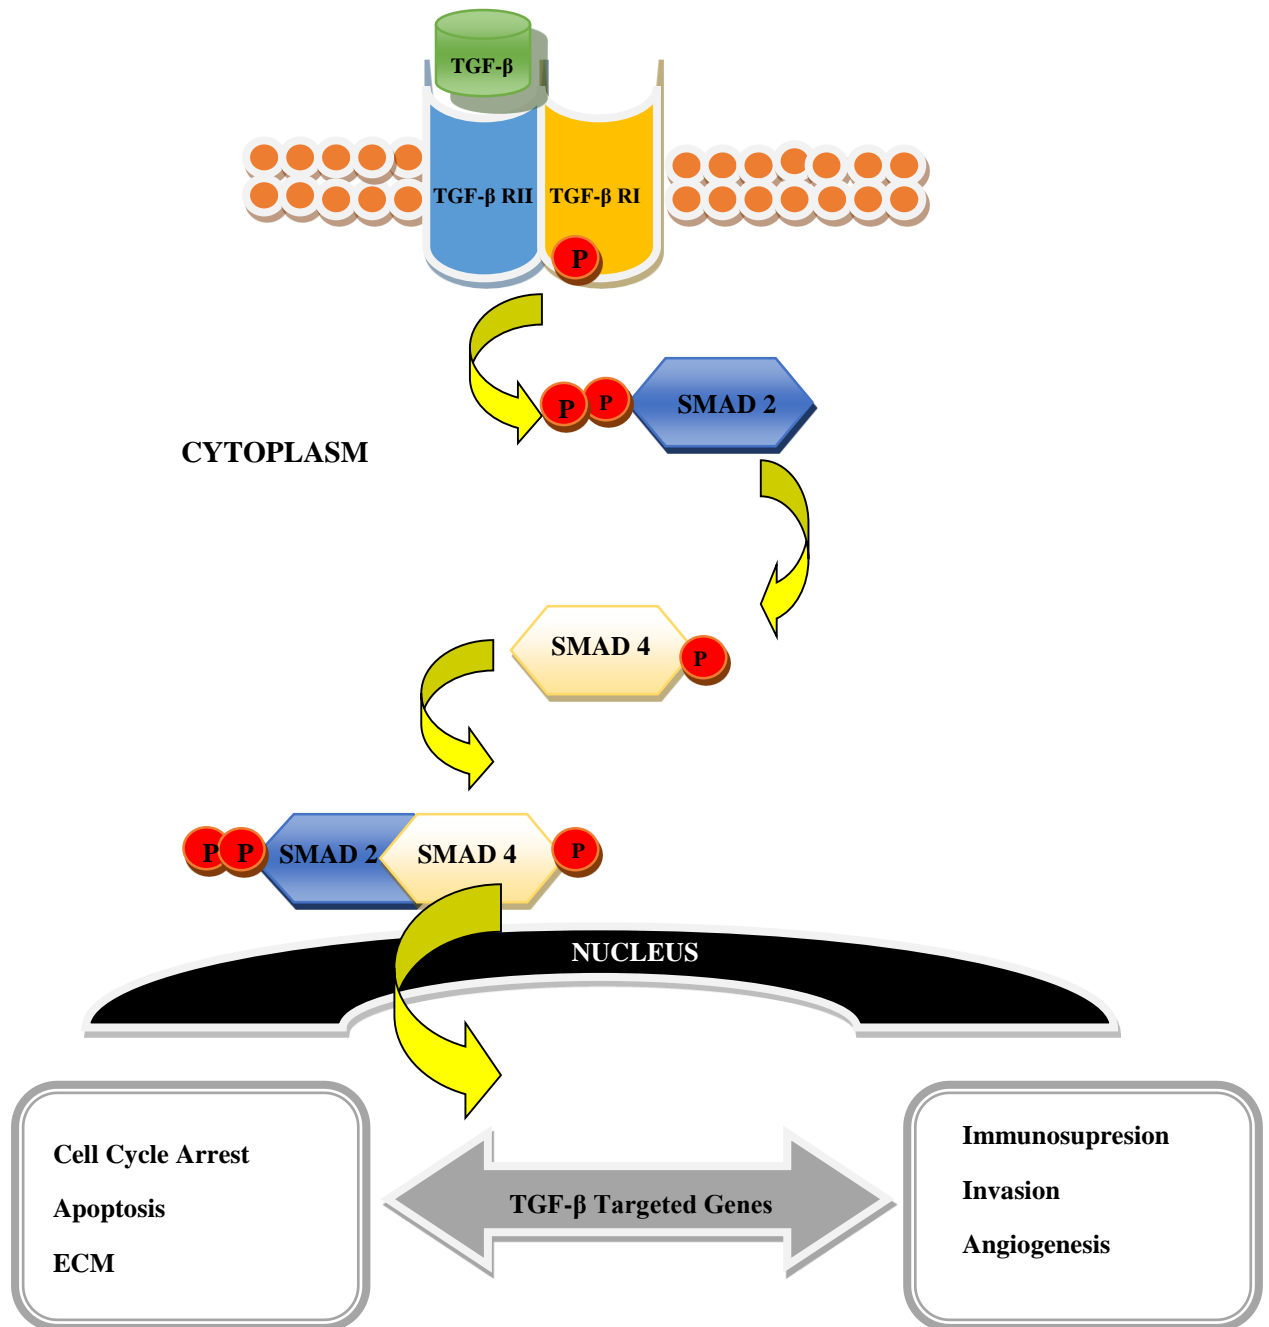 TGF-β
TGF-β RII
TGF-β RI
P
P
P
SMAD 2
CYTOPLASM
SMAD 4
P
P
P
SMAD 2
SMAD 4
P
NUCLEUS
Cell Cycle Arrest
Apoptosis
ECM
TGF-β Targeted Genes
Immunosupresion
Invasion
Angiogenesis